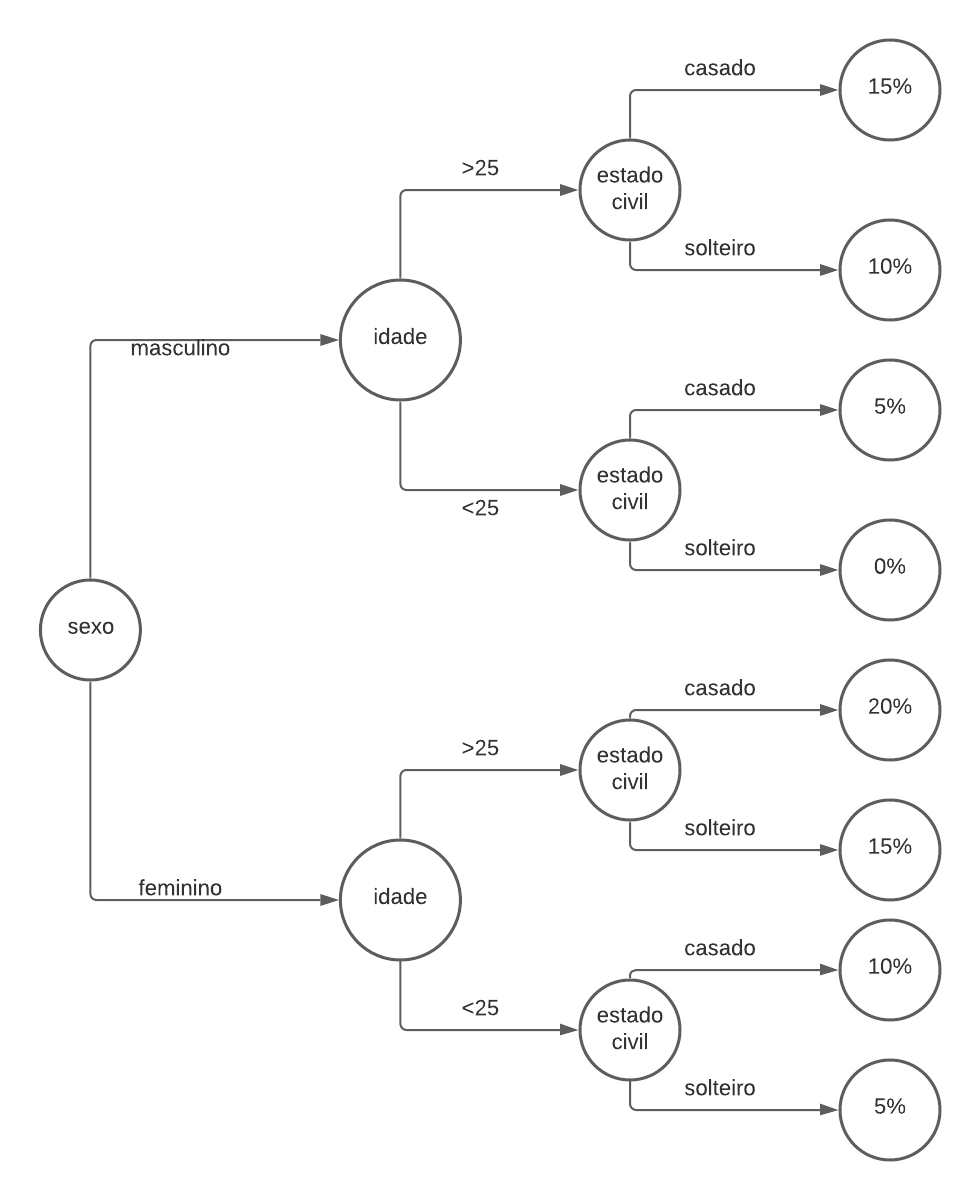 casado
15%
>25
estado
civil
solteiro
10%
idade
masculino
casado
5%
estado
civil
<25
solteiro
0%
sexo
casado
20%
>25
estado
civil
solteiro
15%
feminino
idade
casado
10%
<25
estado
civil
solteiro
5%